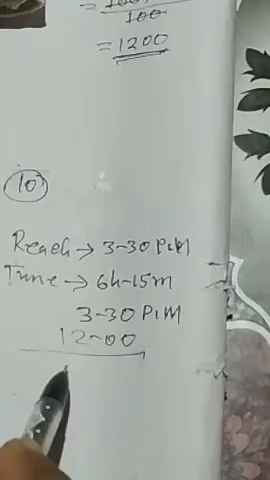 100
= 1200
10
Reach → 3-30 P.M
Time → 6h-15m
3-30 P.M
12-00